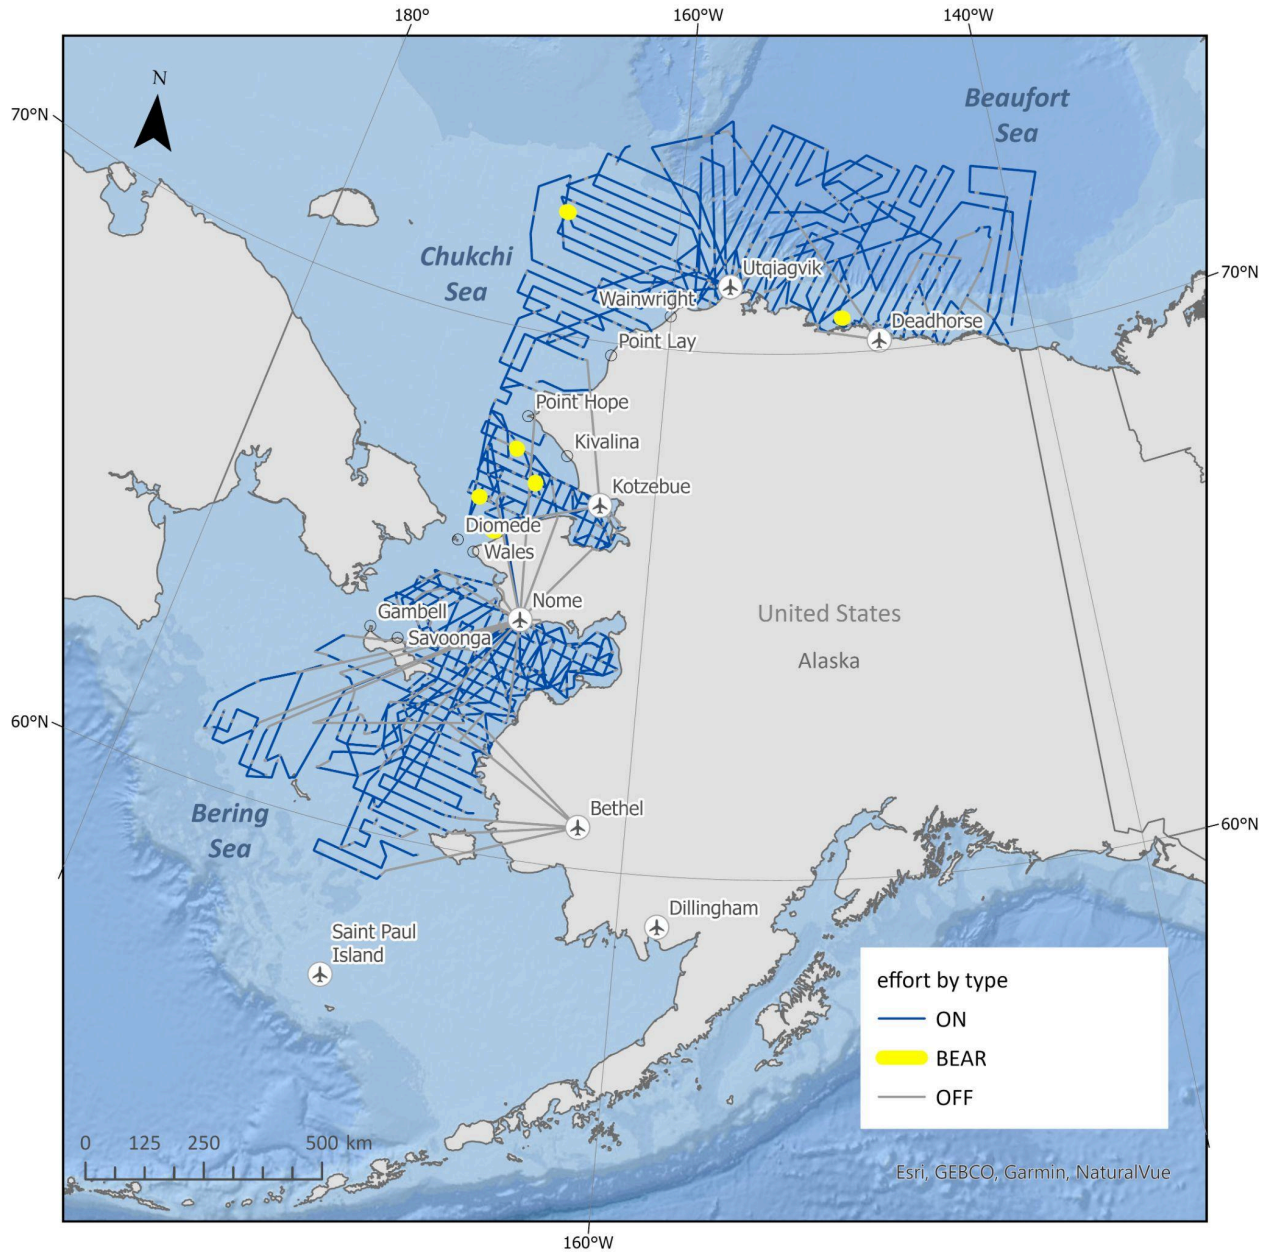 180°
160°W
140°W
N
70°N
Beaufort
Sea
Chukchi
Sea
Utqiagvik
70°N
Wainwright
Deadhorse
Point Lay
Point Hope
Kivalina
Kotzebue
Diomede
Wales
Nome
Gambell
Savoonga
United States
Alaska
60°N
Bering
Sea
Bethel
60°N
Dillingham
Saint Paul
Island
effort by type
ON
BEAR
OFF
0 125 250 500 km
Esri, GEBCO, Garmin, NaturalVue
160°W